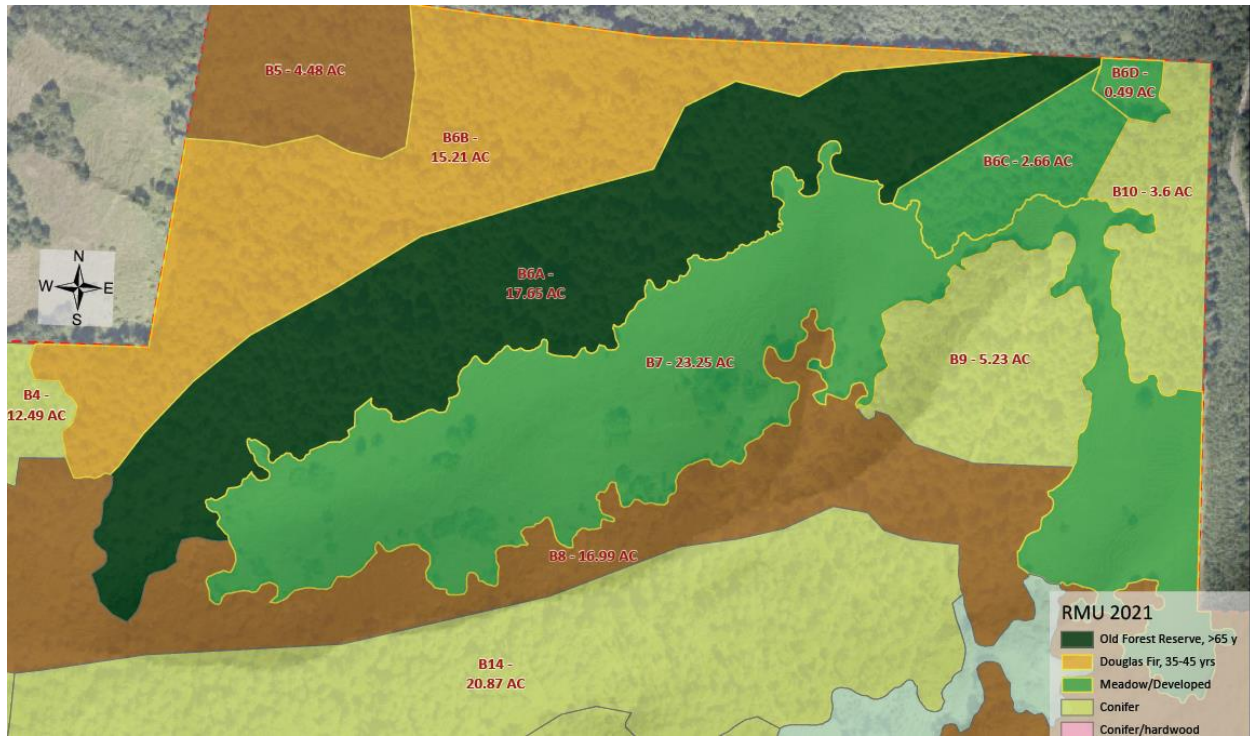 B5 - 4.48 AC
B6D -
0.49 AC
B6B -
15.21 AC
B6C - 2.66 AC
B10 - 3.6 AC
N
W E
S
B6A -
17.65 AC
B7 - 23.25 AC
B9 - 5.23 AC
B4 -
12.49 AC
B8 - 16.99 AC
B14 -
20.87 AC
RMU 2021
Old Forest Reserve, >65 y
Douglas Fir, 35-45 yrs
Meadow/Developed
Conifer
Conifer/hardwood